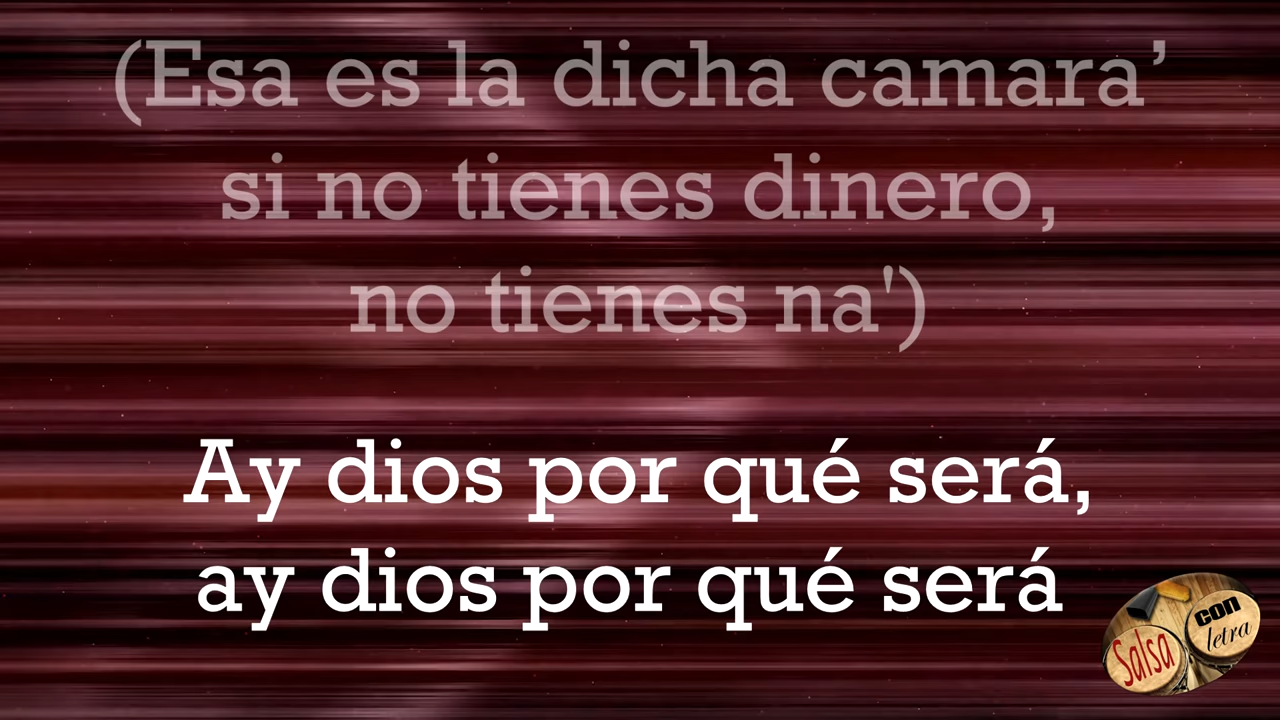 (Esa es la dicha camara’
si no tienes dinero,
no tienes na')
Ay dios por qué será,
ay dios por qué será
Salsa
con
letra